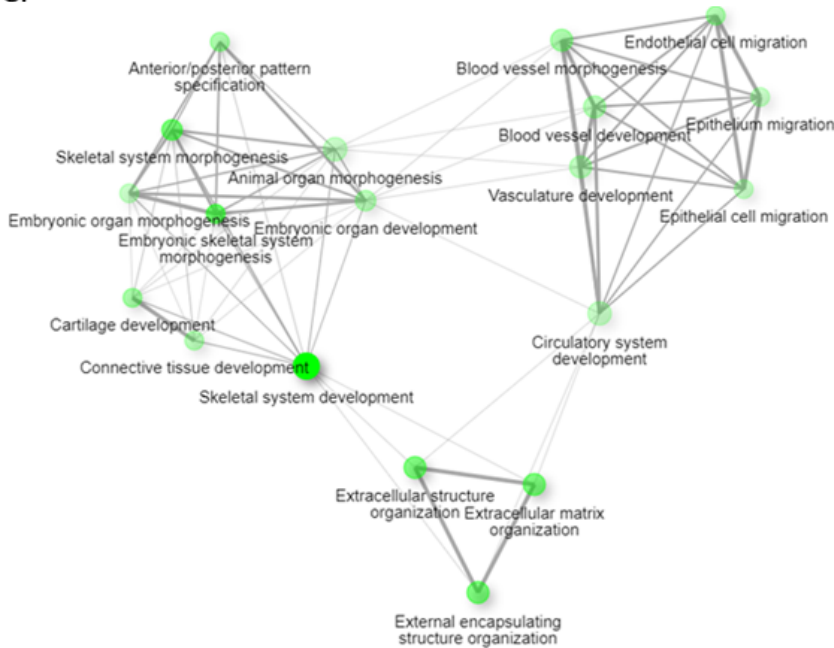 Endothelial cell migration
Anterior/posterior pattern
specification
Blood vessel morphogenesis
Blood vessel development
Epithelium migration
Skeletal system morphogenesis
Animal organ morphogenesis
Vasculature development
Embryonic organ morphogenesis
Embryonic skeletal system
morphogenesis
Embryonic organ development
Epithelial cell migration
Cartilage development
Connective tissue development
Circulatory system
development
Skeletal system development
Extracellular structure
organization
Extracellular matrix
organization
External encapsulating
structure organization